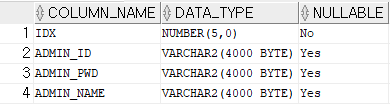 COLUMN_NAME DATA_TYPE NULLABLE
1 IDX NUMBER(5,0) No
2 ADMIN_ID VARCHAR2(4000 BYTE) Yes
3 ADMIN_PWD VARCHAR2(4000 BYTE) Yes
4 ADMIN_NAME VARCHAR2(4000 BYTE) Yes